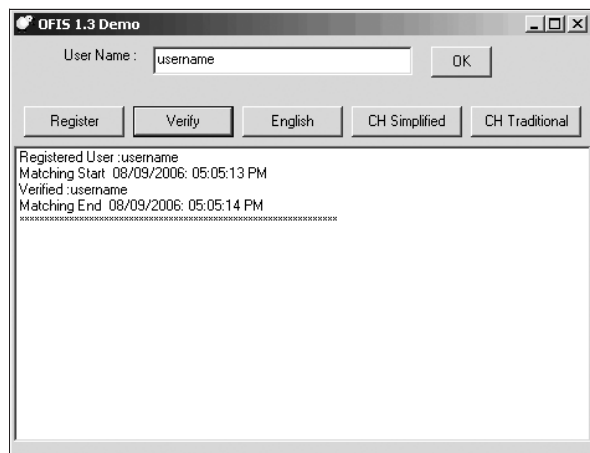 OFIS 1.3 Demo
User Name :
username
OK
Register
Verify
English
CH Simplified
CH Traditional
Registered User :username
Matching Start 08/09/2006: 05:05:13 PM
Verified :username
Matching End 08/09/2006: 05:05:14 PM